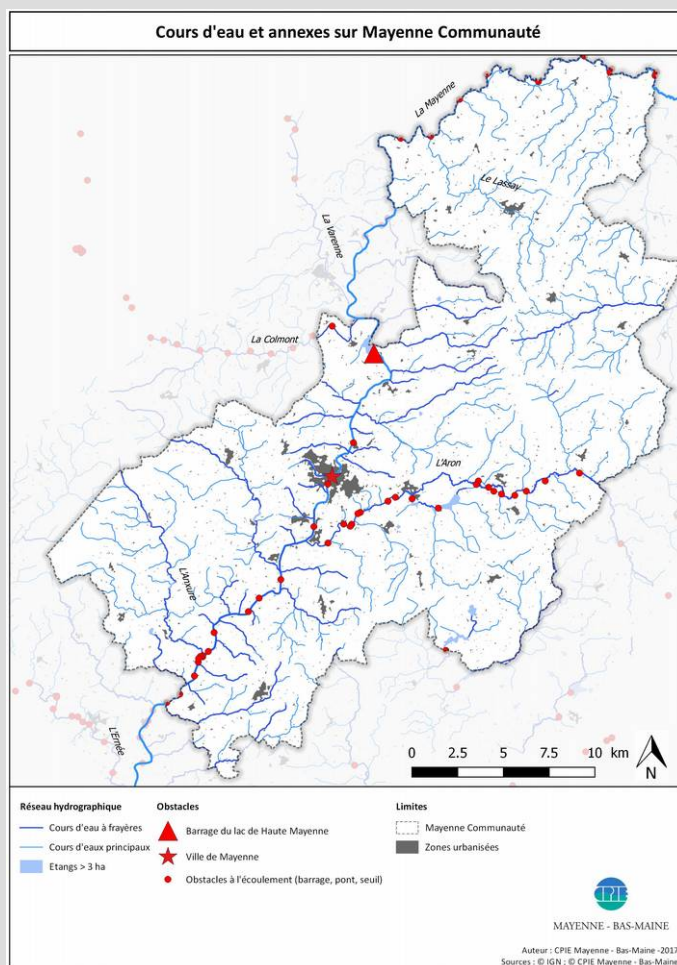 Cours d'eau et annexes sur Mayenne Communauté
La Mayenne
Le Lassay
La Varenne
La Colmont
L'Aron
L'Anxure
L'Ernée
0 2.5 5 7.5 10 km
N
Réseau hydrographique
Cours d'eau à frayères
Cours d'eaux principaux
Etangs > 3 ha
Obstacles
Barrage du lac de Haute Mayenne
Ville de Mayenne
Obstacles à l'écoulement (barrage, pont, seuil)
Limites
Mayenne Communauté
Zones urbanisées
CPIE
MAYENNE - BAS-MAINE
Auteur : CPIE Mayenne - Bas-Maine -2017
Sources : © IGN ; © CPIE Mayenne - Bas-Maine